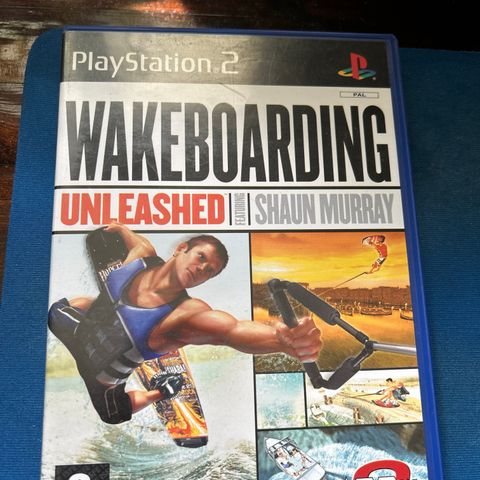 PlayStation 2
PAL
WAKEBOARDING
UNLEASHED
FEATURING
SHAUN MURRAY